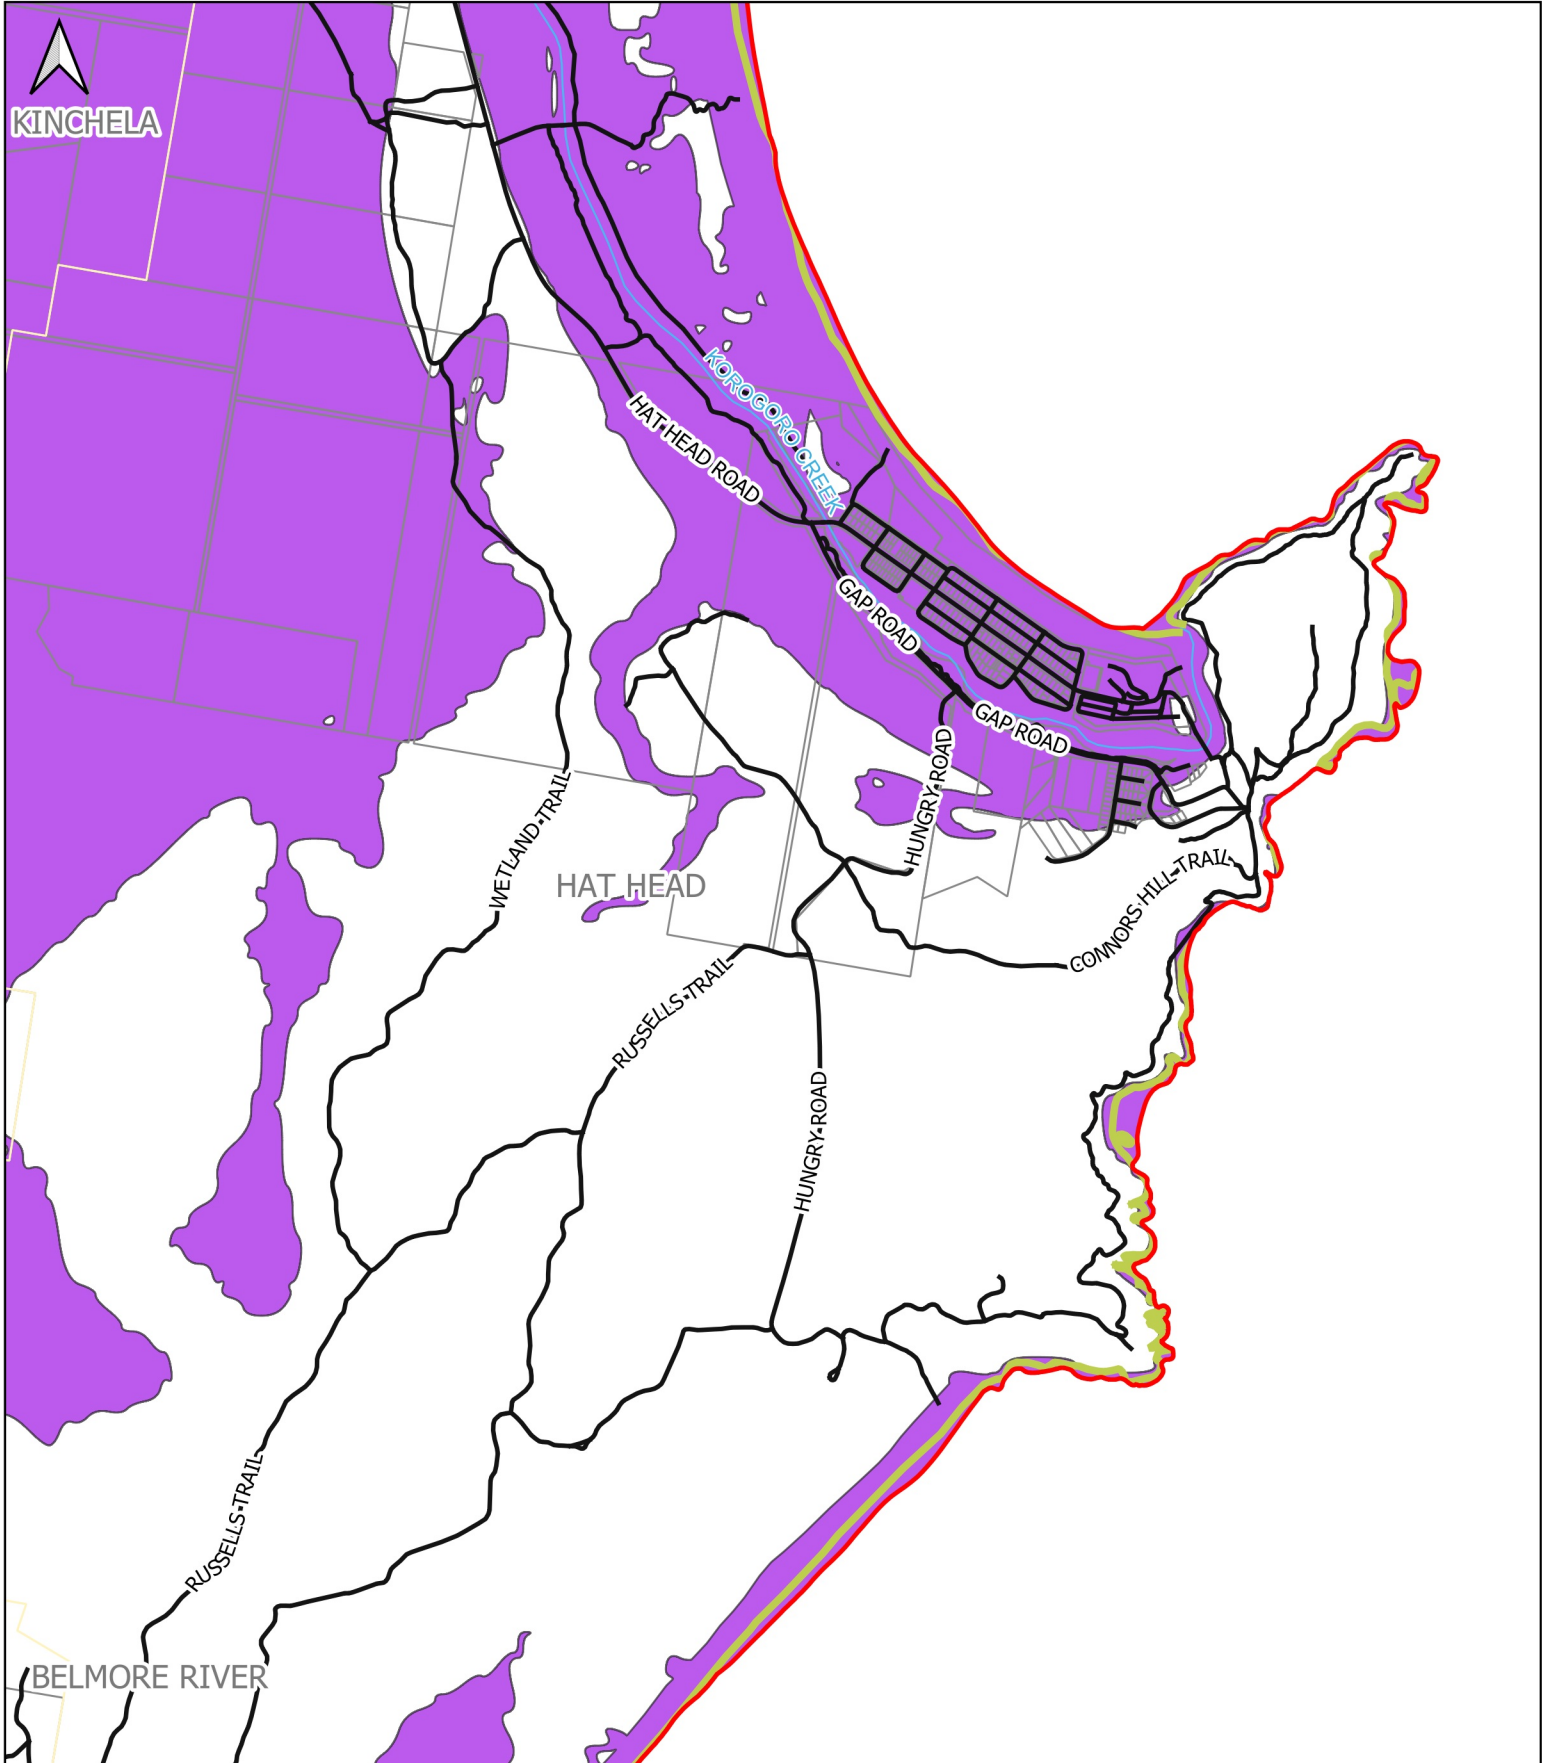 KINCHELA
KOROGORO CREEK
HAT HEAD ROAD
GAP ROAD
GAP ROAD
HUNGRY ROAD
WETLAND TRAIL
HAT HEAD
CONNORS HILL TRAIL
RUSSELLS TRAIL
HUNGRY ROAD
RUSSELLS TRAIL
BELMORE RIVER